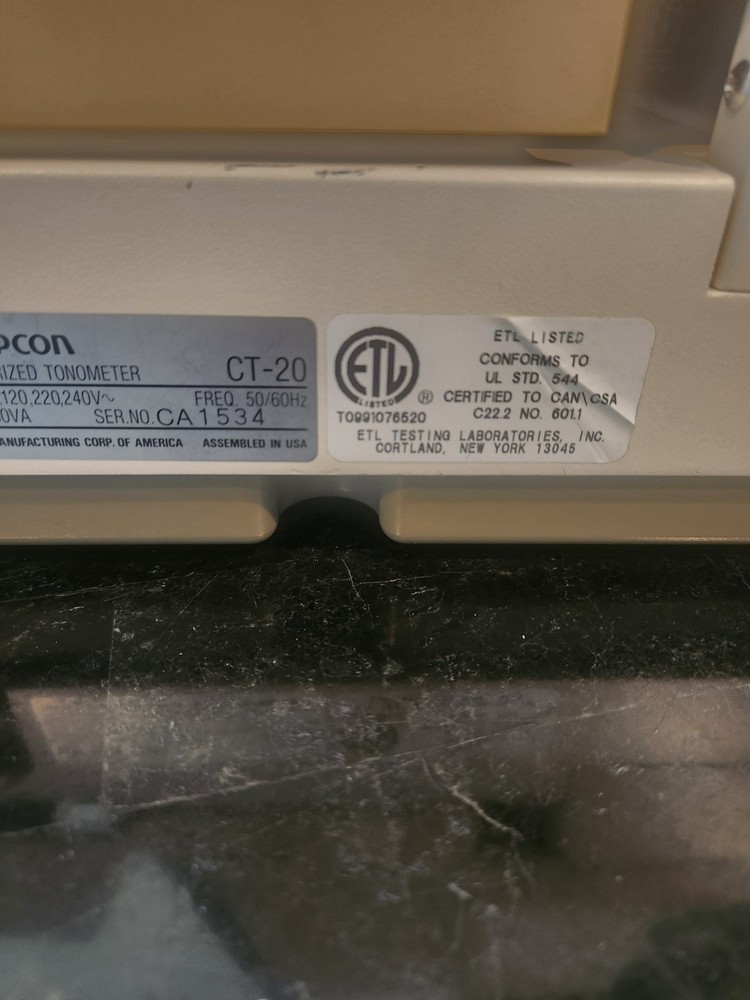 PCON
RIZED TONOMETER CT-20
120,220,240V~ FREQ. 50/60Hz
0VA SER.NO. CA1534
ANUFACTURING CORP. OF AMERICA ASSEMBLED IN USA
ETL
LISTED
®
TO991076520
ETL LISTED
CONFORMS TO
UL STD. 544
CERTIFIED TO CAN\CSA
C22.2 NO. 601.1
ETL TESTING LABORATORIES, INC.
CORTLAND, NEW YORK 13045